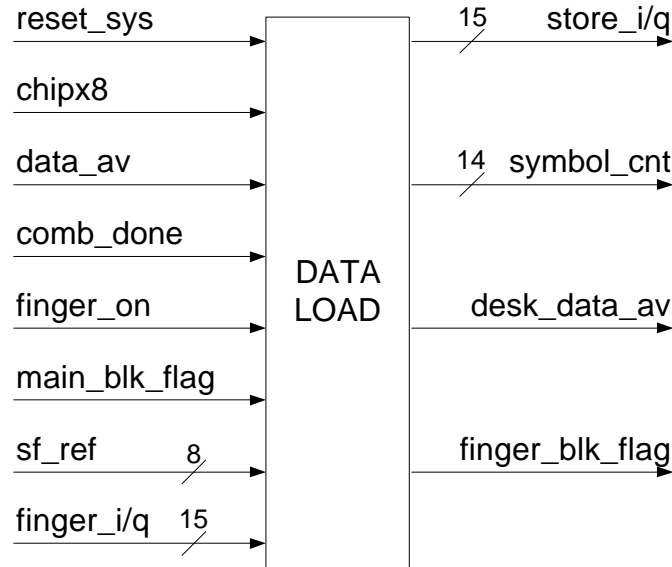 reset_sys
15 store_i/q
chipx8
data_av
14 symbol_cnt
comb_done
DATA
LOAD
finger_on
desk_data_av
main_blk_flag
sf_ref 8
finger_blk_flag
finger_i/q 15